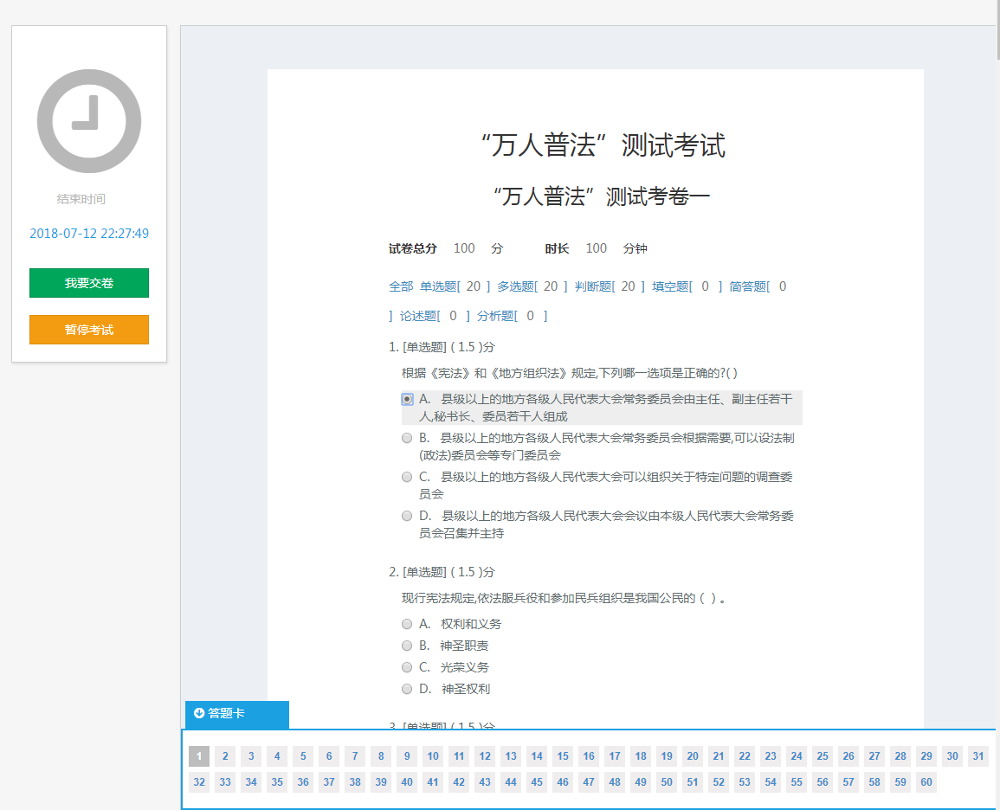 结束时间
2018-07-12 22:27:49
我要交卷
暂停考试
“万人普法”测试考试
“万人普法”测试考卷一
试卷总分 100 分 时长 100 分钟
全部 单选题[ 20 ] 多选题[ 20 ] 判断题[ 20 ] 填空题[ 0 ] 简答题[ 0
] 论述题[ 0 ] 分析题[ 0 ]
1. [单选题] ( 1.5 )分
根据《宪法》和《地方组织法》规定,下列哪一选项是正确的?( )
A. 县级以上的地方各级人民代表大会常务委员会由主任、副主任若干
人,秘书长、委员若干人组成
B. 县级以上的地方各级人民代表大会常务委员会根据需要,可以设法制
(政法)委员会等专门委员会
C. 县级以上的地方各级人民代表大会可以组织关于特定问题的调查委
员会
D. 县级以上的地方各级人民代表大会会议由本级人民代表大会常务委
员会召集并主持
2. [单选题] ( 1.5 )分
现行宪法规定,依法服兵役和参加民兵组织是我国公民的（ ）。
A. 权利和义务
B. 神圣职责
C. 光荣义务
D. 神圣权利
3. [单选题] ( 1.5 )分
答题卡
1 2 3 4 5 6 7 8 9 10 11 12 13 14 15 16 17 18 19 20 21 22 23 24 25 26 27 28 29 30 31
32 33 34 35 36 37 38 39 40 41 42 43 44 45 46 47 48 49 50 51 52 53 54 55 56 57 58 59 60